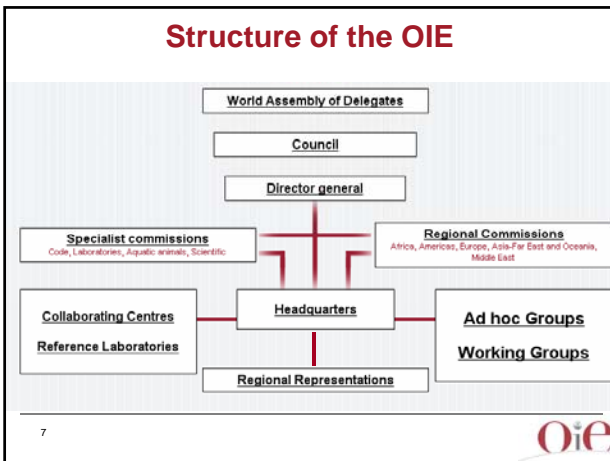 Structure of the OIE
World Assembly of Delegates
Council
Director general
Specialist commissions
Code, Laboratories, Aquatic animals, Scientific
Regional Commissions
Africa, Americas, Europe, Asia-Far East and Oceania,
Middle East
Collaborating Centres
Reference Laboratories
Headquarters
Ad hoc Groups
Working Groups
Regional Representations
7
Oie